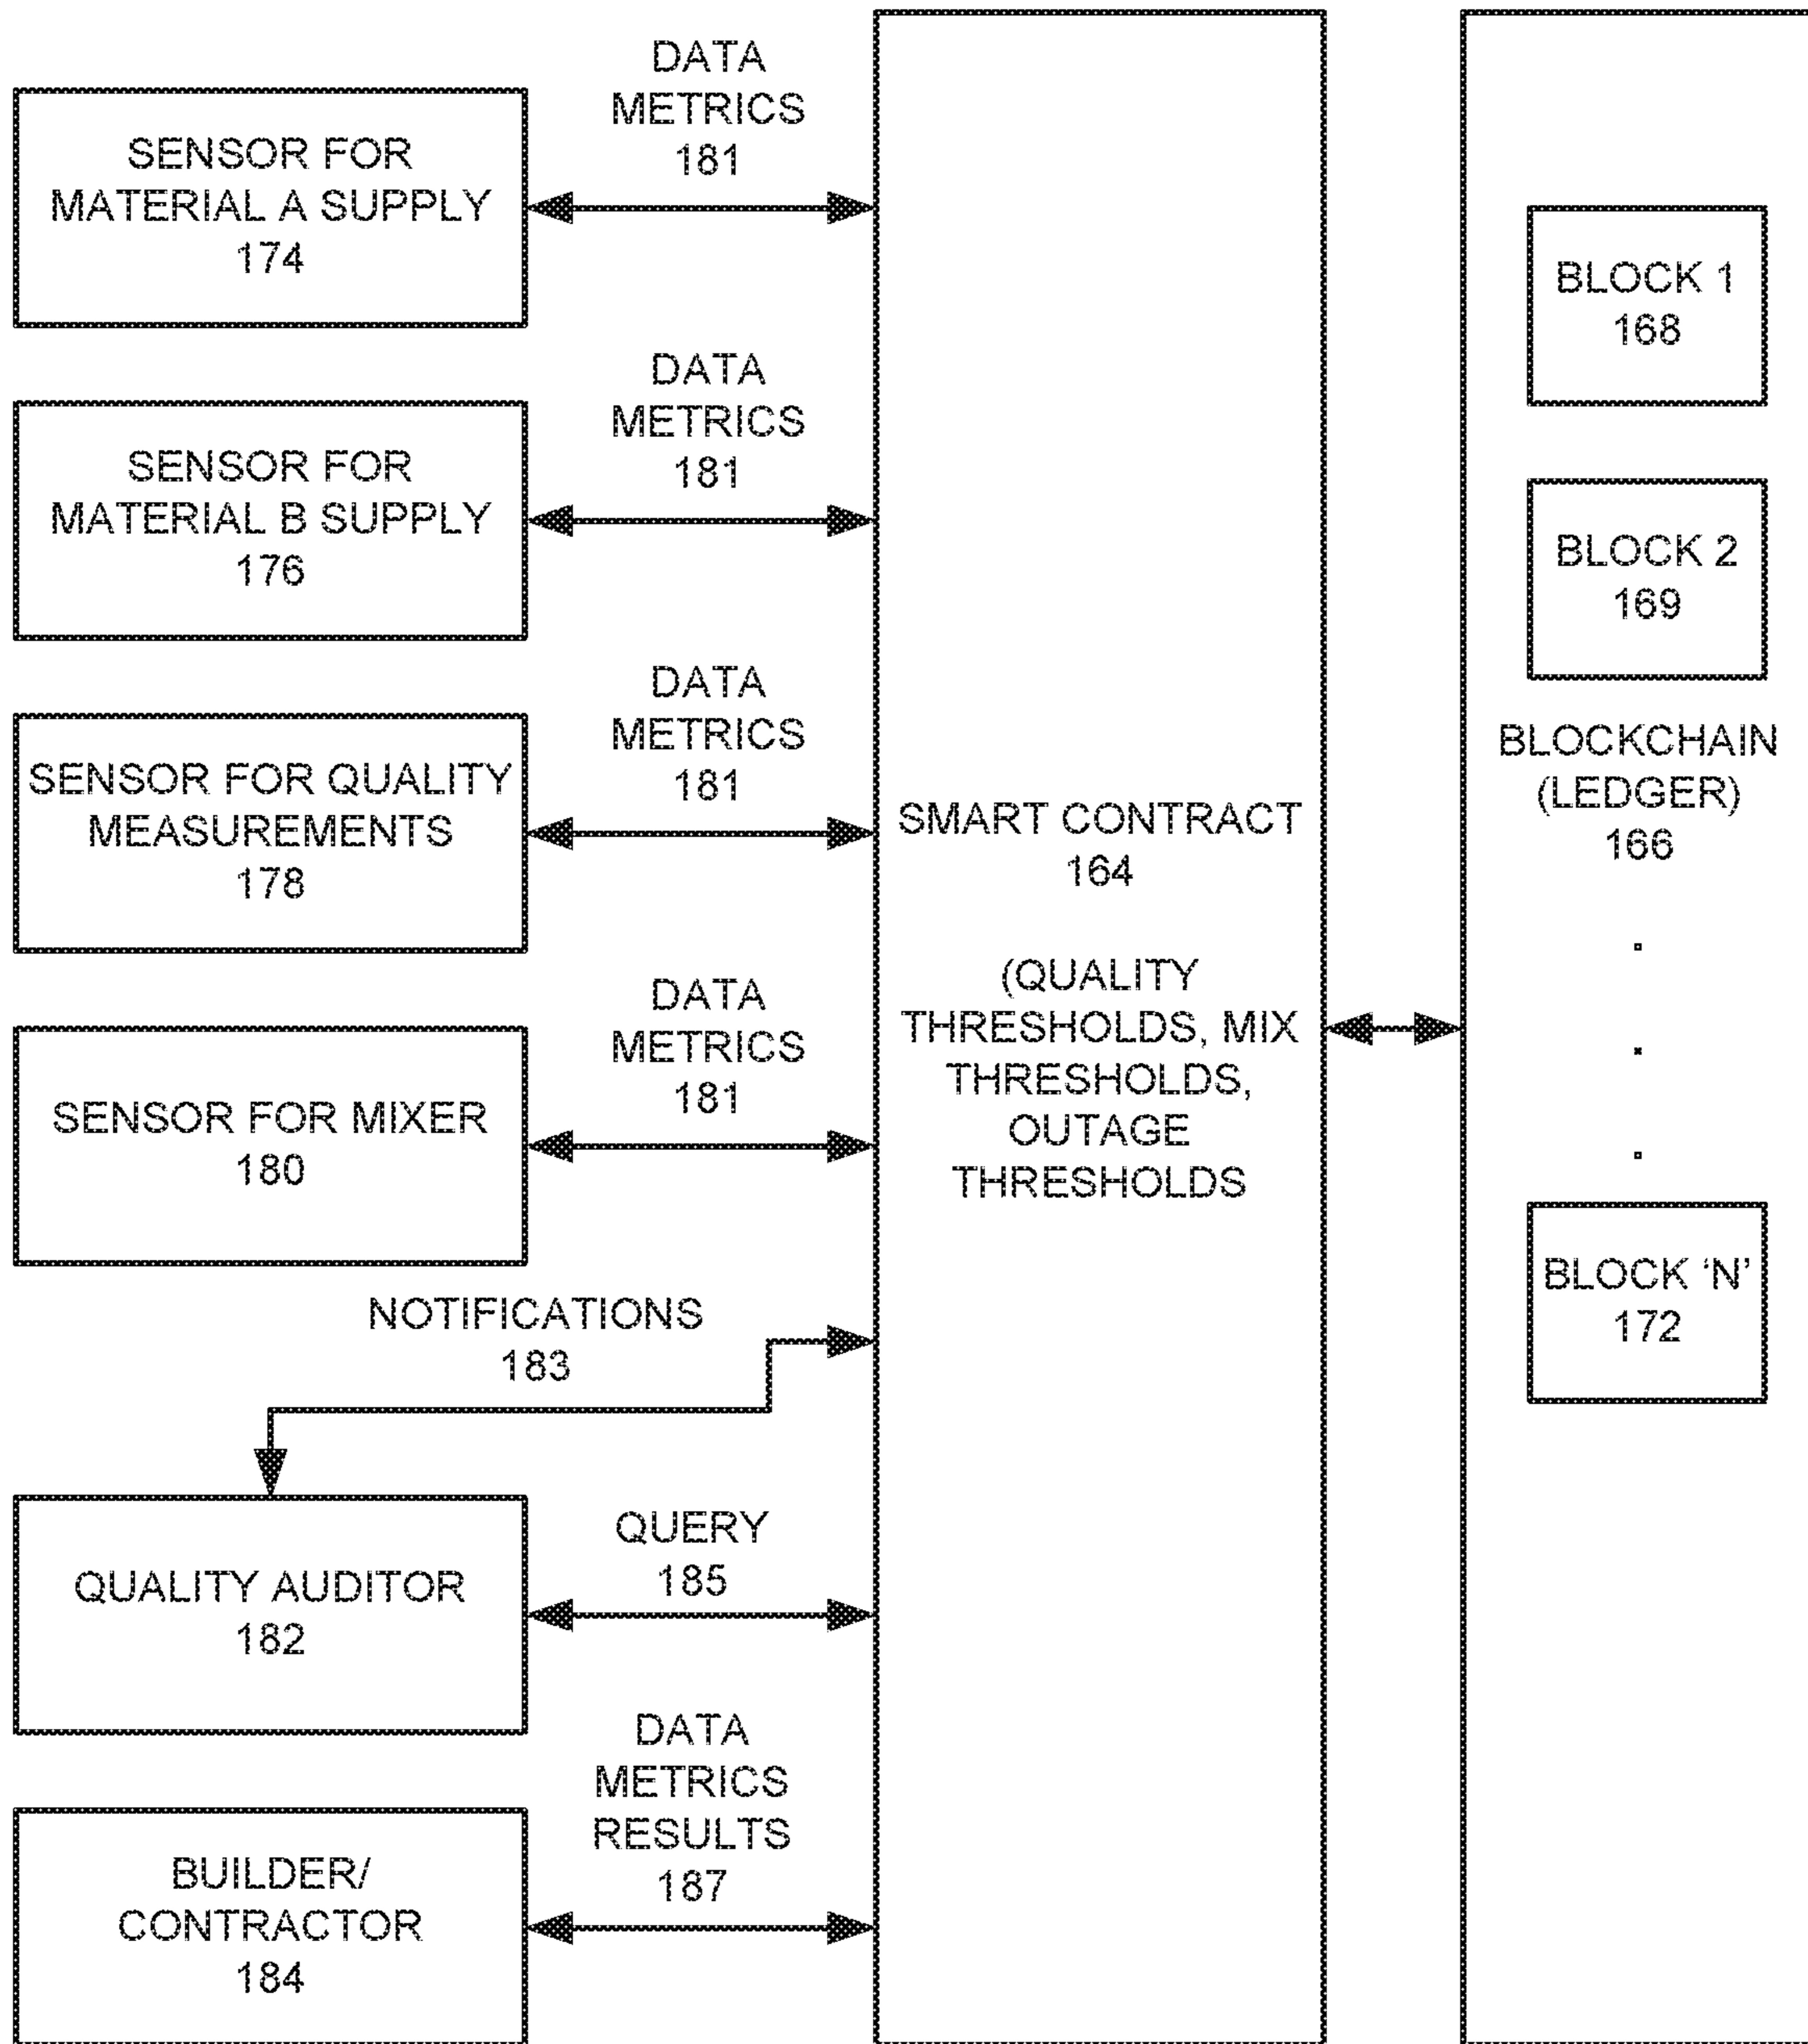 DATA
METRICS
181
SENSOR FOR
MATERIAL A SUPPLY
174
DATA
METRICS
181
SENSOR FOR
MATERIAL B SUPPLY
176
DATA
METRICS
181
SENSOR FOR QUALITY
MEASUREMENTS
178
DATA
METRICS
181
SENSOR FOR MIXER
180
NOTIFICATIONS
183
QUALITY AUDITOR
182
QUERY
185
DATA
METRICS
RESULTS
187
BUILDER/
CONTRACTOR
184
SMART CONTRACT
164
(QUALITY
THRESHOLDS, MIX
THRESHOLDS,
OUTAGE
THRESHOLDS
BLOCK 1
168
BLOCK 2
169
BLOCKCHAIN
(LEDGER)
166
.
.
.
BLOCK ‘N’
172